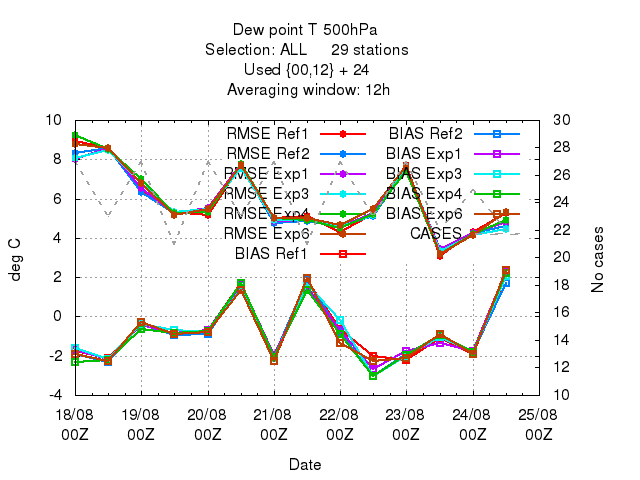 Dew point T 500hPa
Selection: ALL 29 stations
Used {00,12} + 24
Averaging window: 12h
10 30
RMSE Ref1 BIAS Ref2
28
RMSE Ref2 BIAS Exp1
8
RMSE Exp1 BIAS Exp3
26
RMSE Exp3 BIAS Exp4
6 24
RMSE Exp4 BIAS Exp6
RMSE Exp6 CASES
4 22
BIAS Ref1
20
2
18
0
16
-2
14
12
-4 10
deg C
No cases
18/08 19/08 20/08 21/08 22/08 23/08 24/08 25/08
00Z 00Z 00Z 00Z 00Z 00Z 00Z 00Z
Date